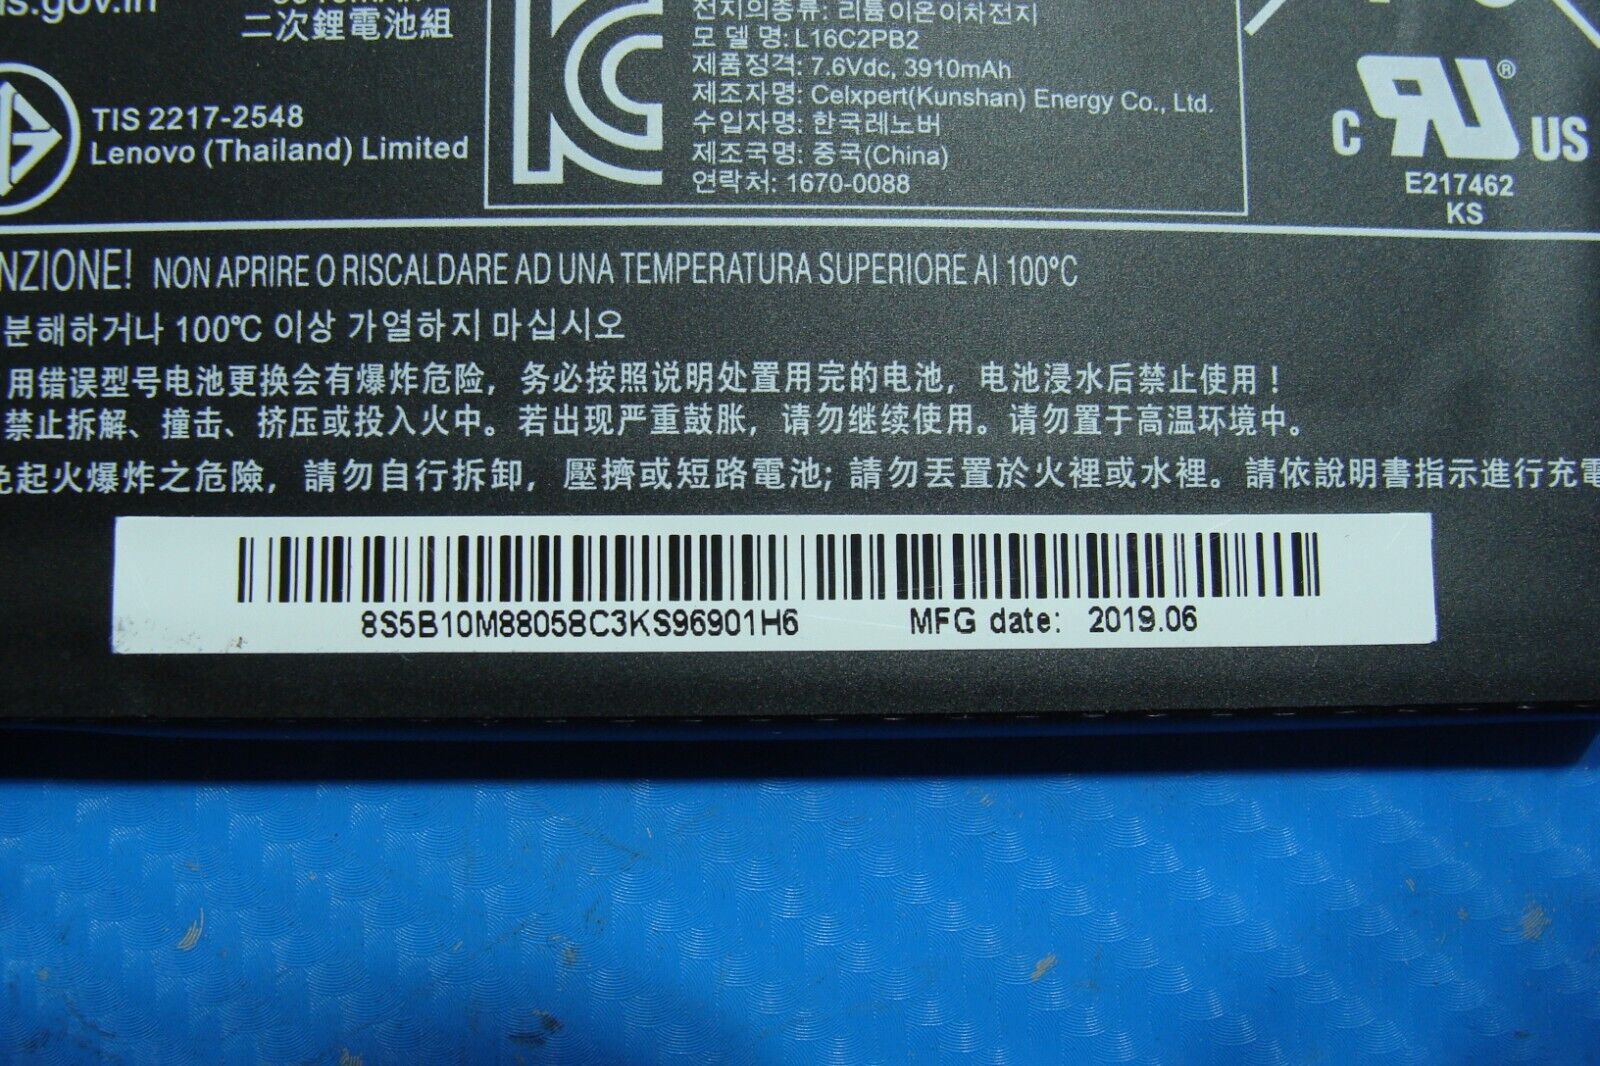 is.gov.in
二次鋰電池組
TIS 2217-2548
Lenovo (Thailand) Limited
전지의종류: 리튬이온이차전지
모 델 명: L16C2PB2
제품정격: 7.6Vdc, 3910mAh
제조자명: Celxpert(Kunshan) Energy Co., Ltd.
수입자명: 한국레노버
제조국명: 중국(China)
연락처: 1670-0088
C
US
®
E217462
KS
NZIONE! NON APRIRE O RISCALDARE AD UNA TEMPERATURA SUPERIORE AI 100°C
분해하거나 100℃ 이상 가열하지 마십시오
用错误型号电池更换会有爆炸危险，务必按照说明处置用完的电池，电池浸水后禁止使用！
禁止拆解、撞击、挤压或投入火中。若出现严重鼓胀，请勿继续使用。请勿置于高温环境中。
免起火爆炸之危險，請勿自行拆卸，壓擠或短路電池; 請勿丟置於火裡或水裡。請依說明書指示進行充電
8S5B10M88058C3KS96901H6 MFG date: 2019.06